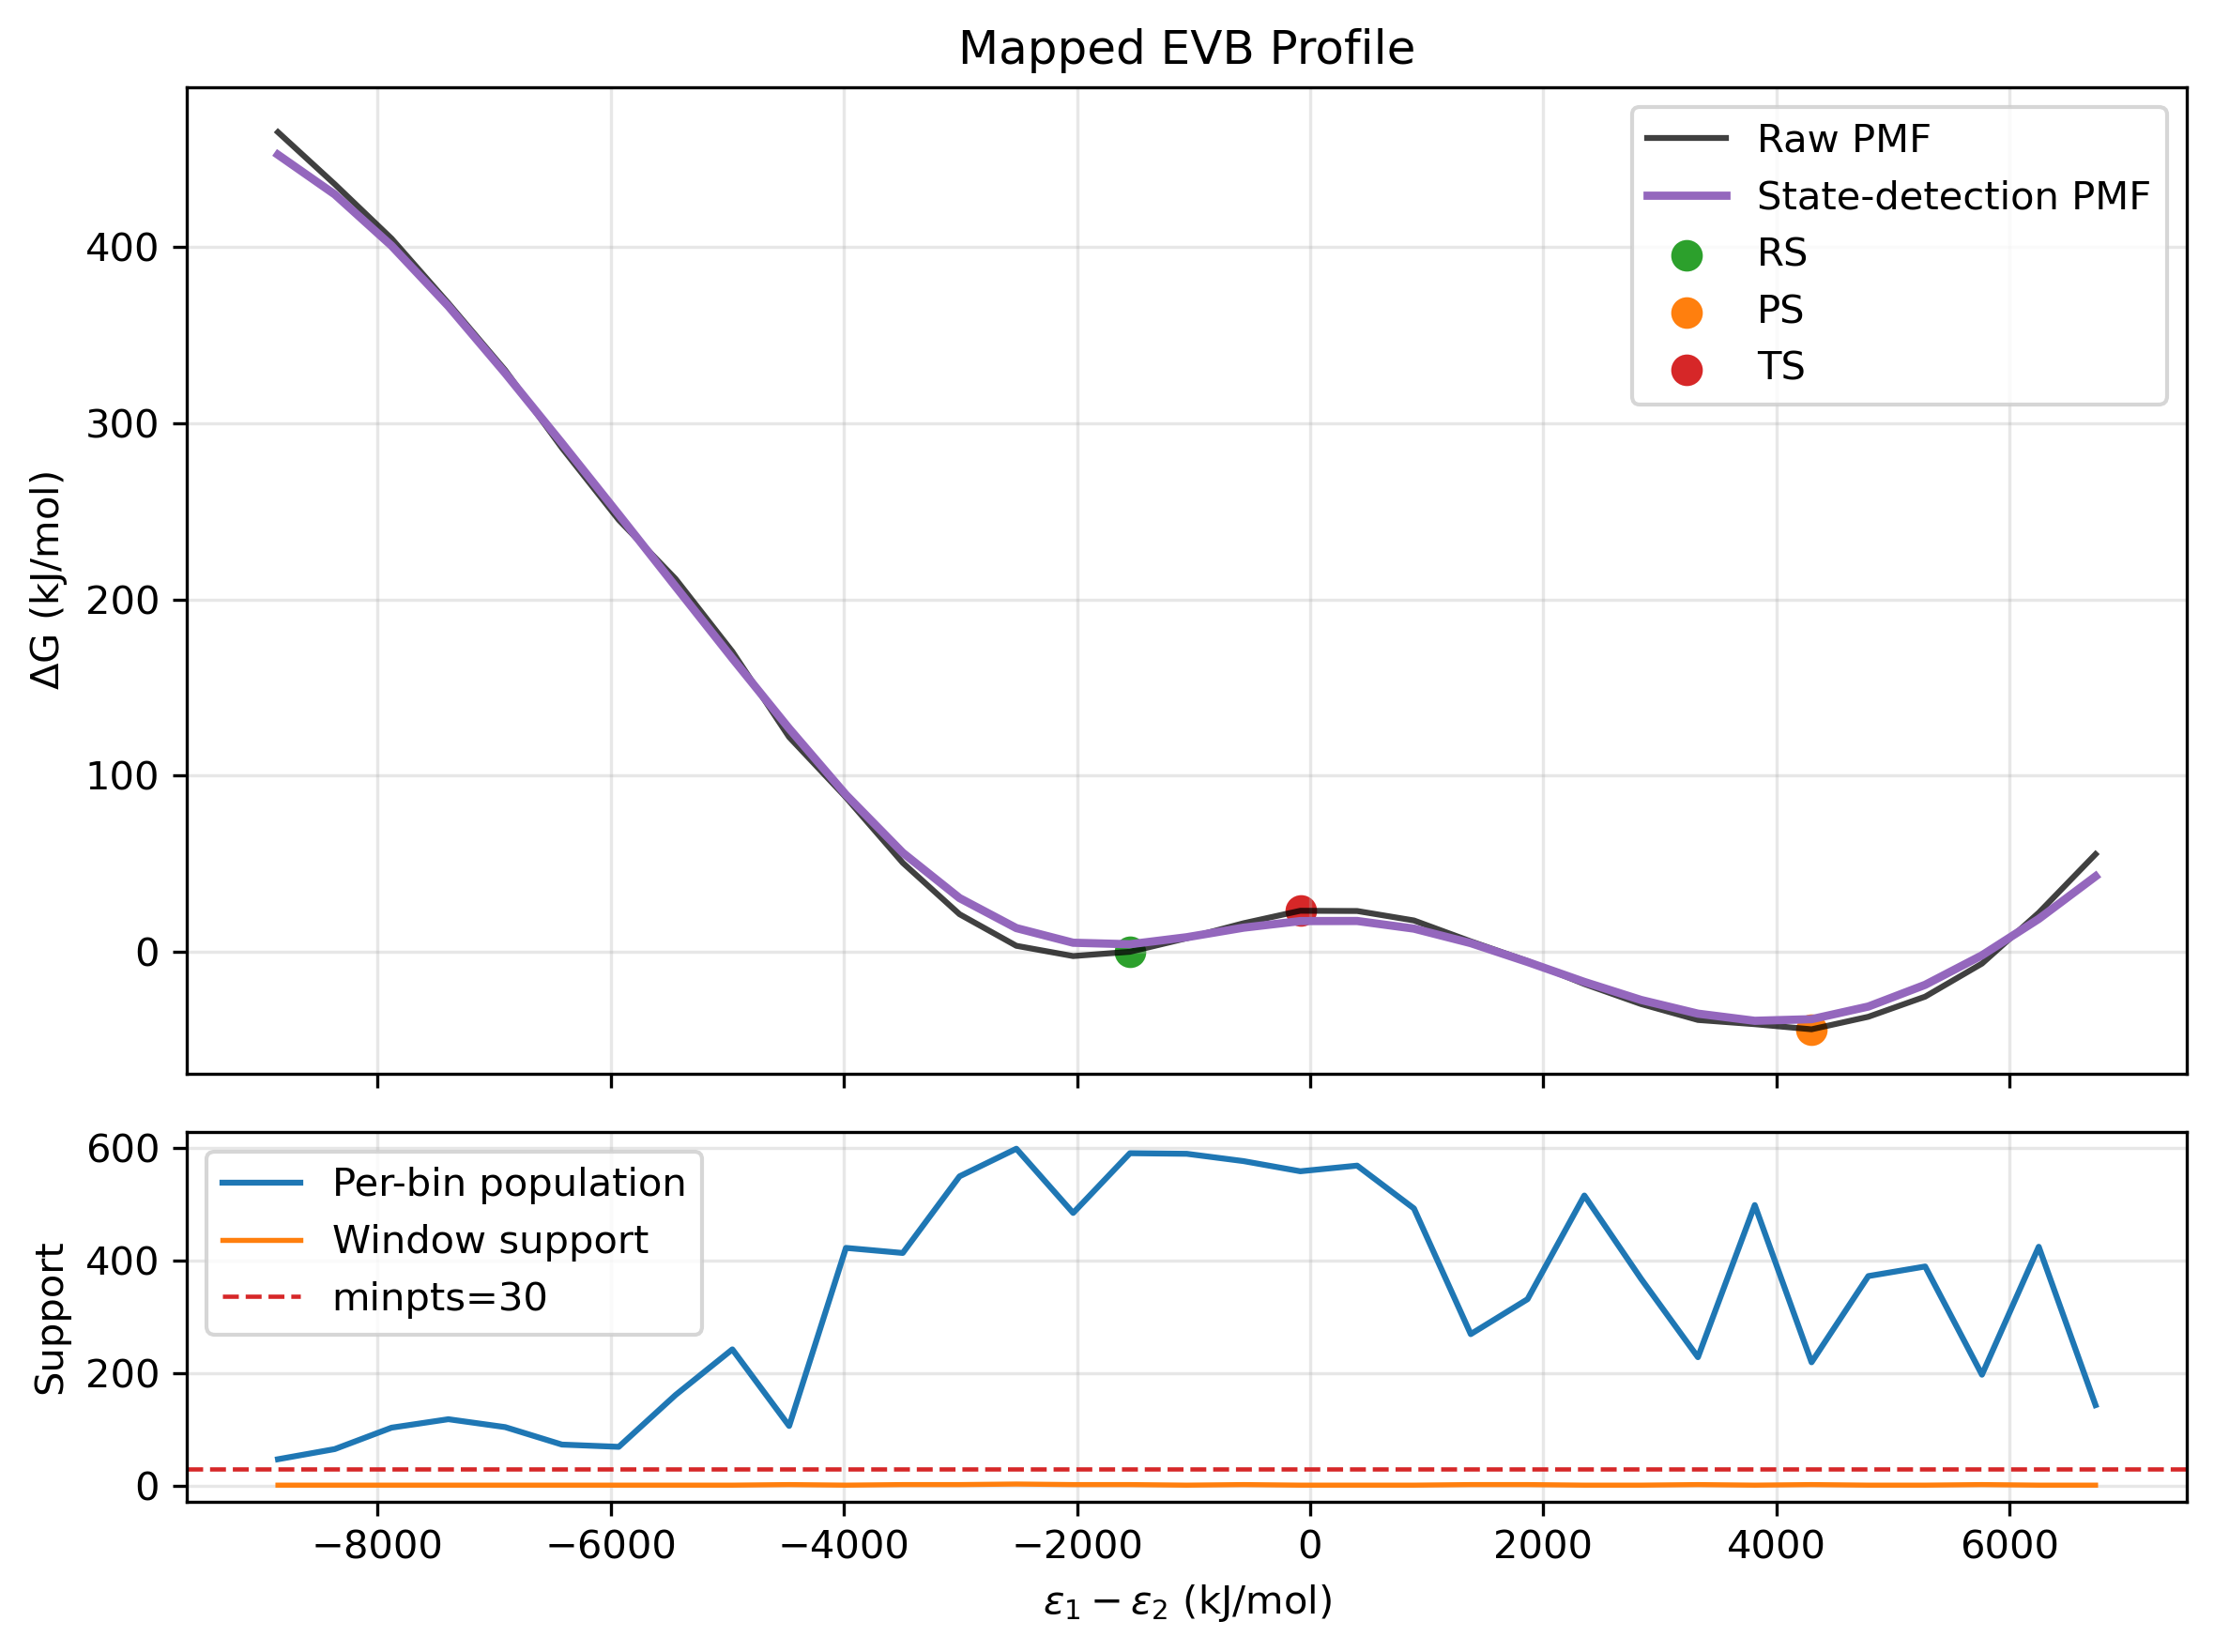 Mapped EVB Profile
Raw PMF
State-detection PMF
RS
PS
TS
ΔG (kJ/mol)
400
300
200
100
0
Per-bin population
Window support
minpts=30
Support
600
400
200
0
−8000 −6000 −4000 −2000 0 2000 4000 6000
ε₁ − ε₂ (kJ/mol)